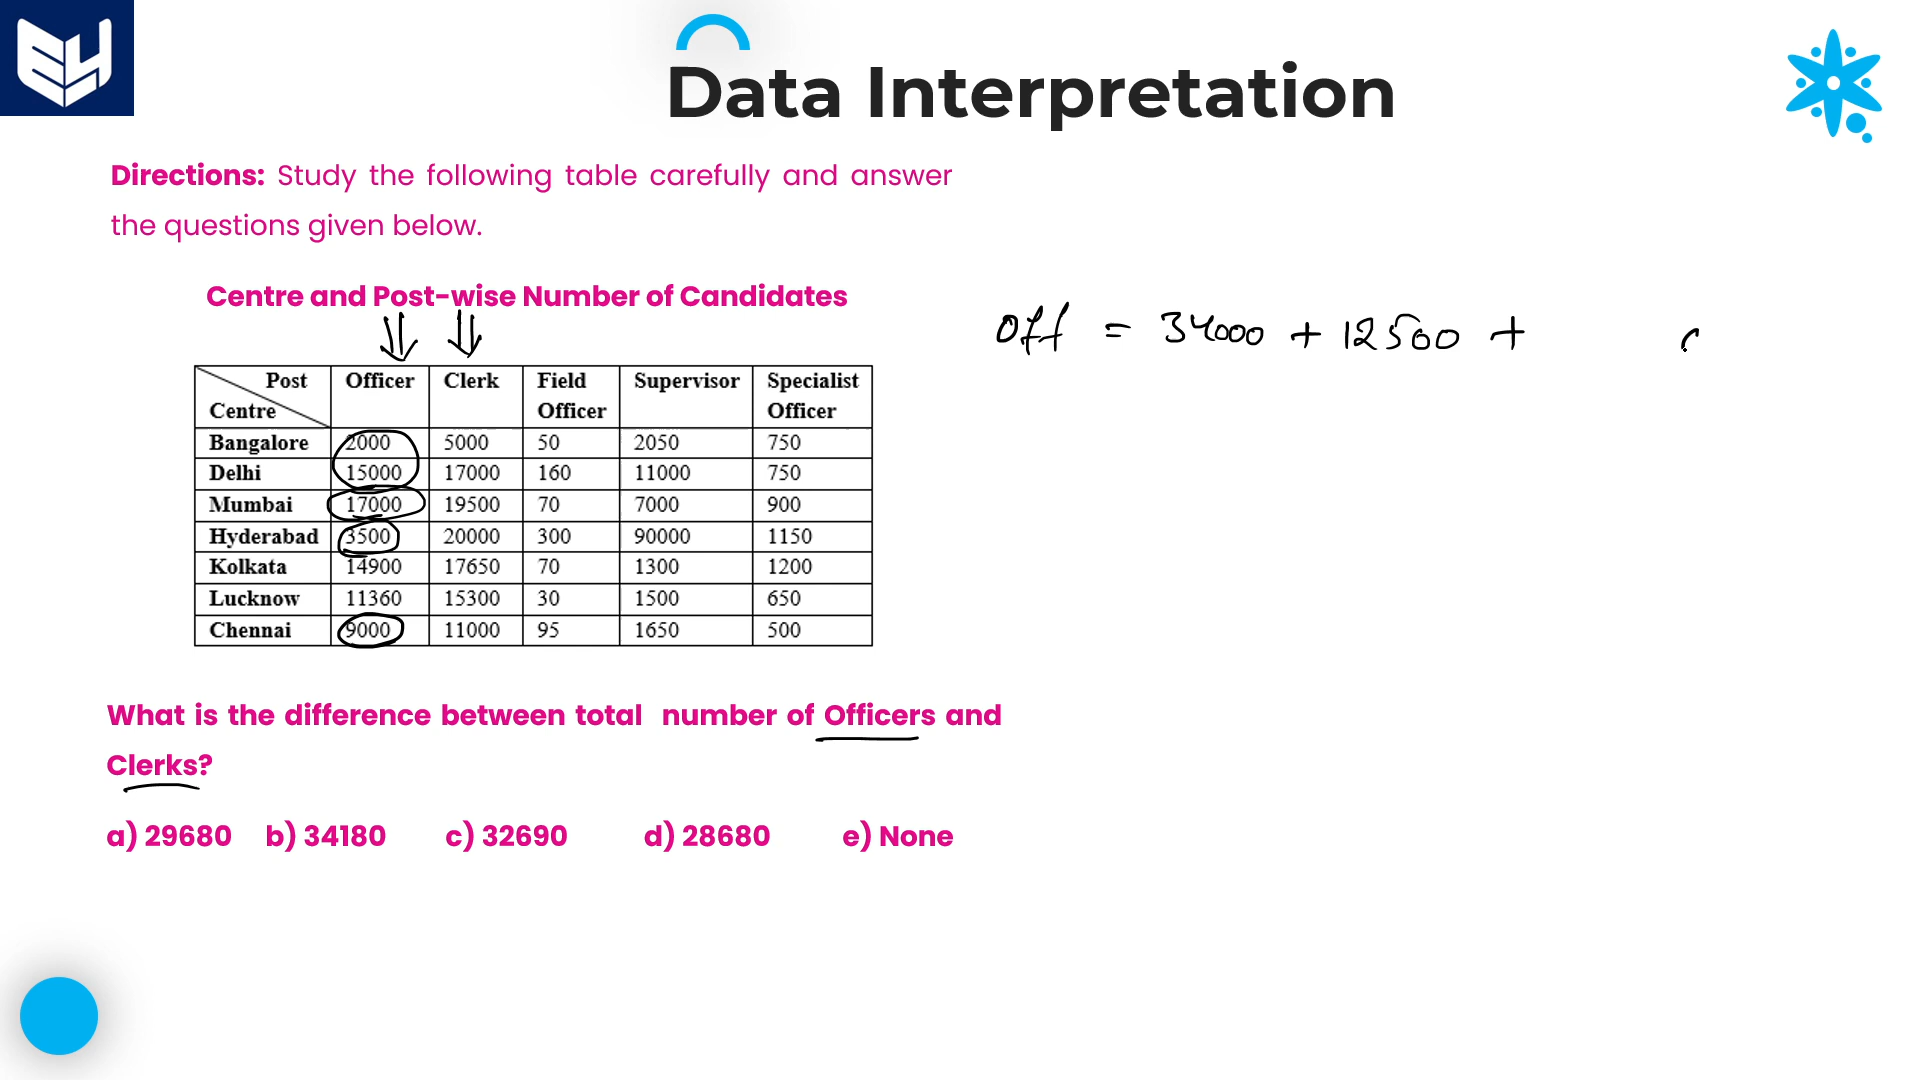 Data Interpretation
Directions: Study the following table carefully and answer
the questions given below.
Centre and Post-wise Number of Candidates
Off = 34000 + 12500 +
Post Centre Officer Clerk Field Officer Supervisor Specialist Officer
Bangalore 2000 5000 50 2050 750
Delhi 15000 17000 160 11000 750
Mumbai 17000 19500 70 7000 900
Hyderabad 3500 20000 300 90000 1150
Kolkata 14900 17650 70 1300 1200
Lucknow 11360 15300 30 1500 650
Chennai 9000 11000 95 1650 500
What is the difference between total number of Officers and
Clerks?
a) 29680 b) 34180 c) 32690 d) 28680 e) None